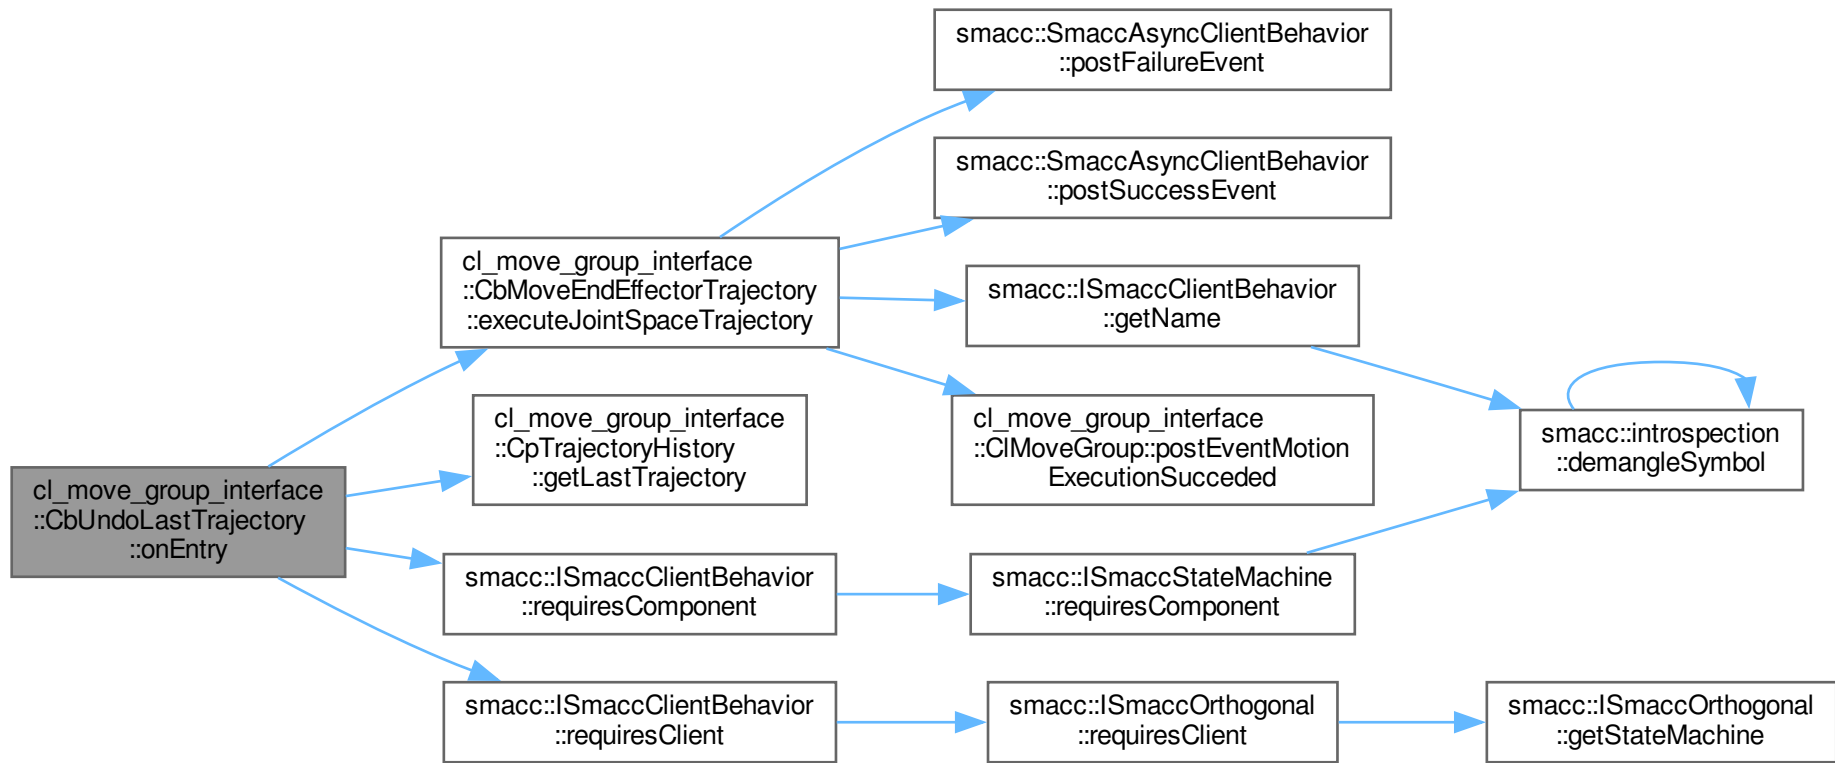 smacc::SmaccAsyncClientBehavior
::postFailureEvent
smacc::SmaccAsyncClientBehavior
::postSuccessEvent
cl_move_group_interface
::CbMoveEndEffectorTrajectory
::executeJointSpaceTrajectory
smacc::ISmaccClientBehavior
::getName
cl_move_group_interface
::CpTrajectoryHistory
::getLastTrajectory
cl_move_group_interface
::ClMoveGroup::postEventMotion
ExecutionSucceded
smacc::introspection
::demangleSymbol
cl_move_group_interface
::CbUndoLastTrajectory
::onEntry
smacc::ISmaccClientBehavior
::requiresComponent
smacc::ISmaccStateMachine
::requiresComponent
smacc::ISmaccClientBehavior
::requiresClient
smacc::ISmaccOrthogonal
::requiresClient
smacc::ISmaccOrthogonal
::getStateMachine